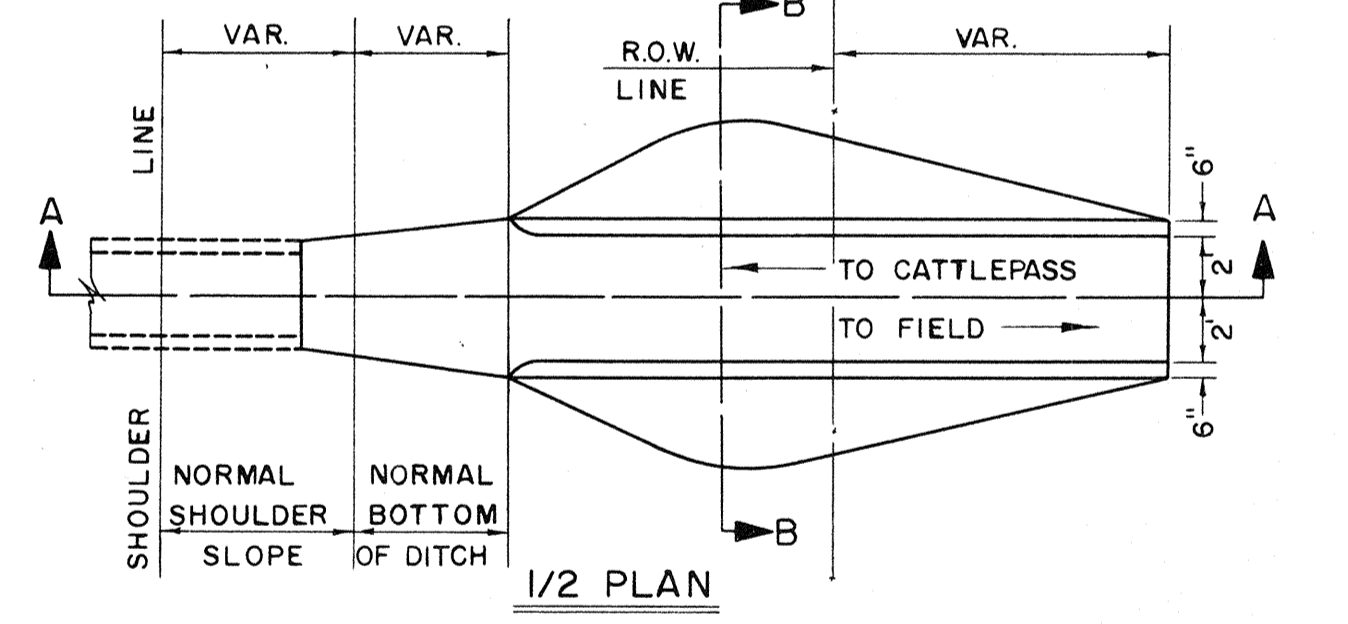 B
VAR.
VAR.
VAR.
R.O.W.
LINE
SHOULDER LINE
6"
A
A
2'
TO CATTLEPASS
TO FIELD
2'
6"
NORMAL
SHOULDER
SLOPE
NORMAL
BOTTOM
OF DITCH
B
1/2 PLAN